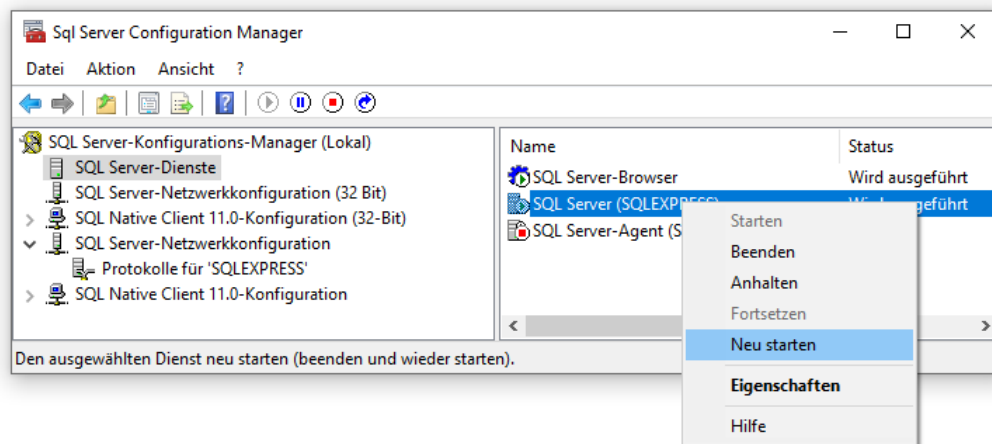 Sql Server Configuration Manager
Datei Aktion Ansicht ?
SQL Server-Konfigurations-Manager (Lokal)
SQL Server-Dienste
SQL Server-Netzwerkkonfiguration (32 Bit)
SQL Native Client 11.0-Konfiguration (32-Bit)
SQL Server-Netzwerkkonfiguration
Protokolle für 'SQLEXPRESS'
SQL Native Client 11.0-Konfiguration
Name Status
SQL Server-Browser Wird ausgeführt
SQL Server (SQLEXPRESS) Wird ausgeführt
SQL Server-Agent (S
Starten
Beenden
Anhalten
Fortsetzen
Neu starten
Eigenschaften
Hilfe
Den ausgewählten Dienst neu starten (beenden und wieder starten).